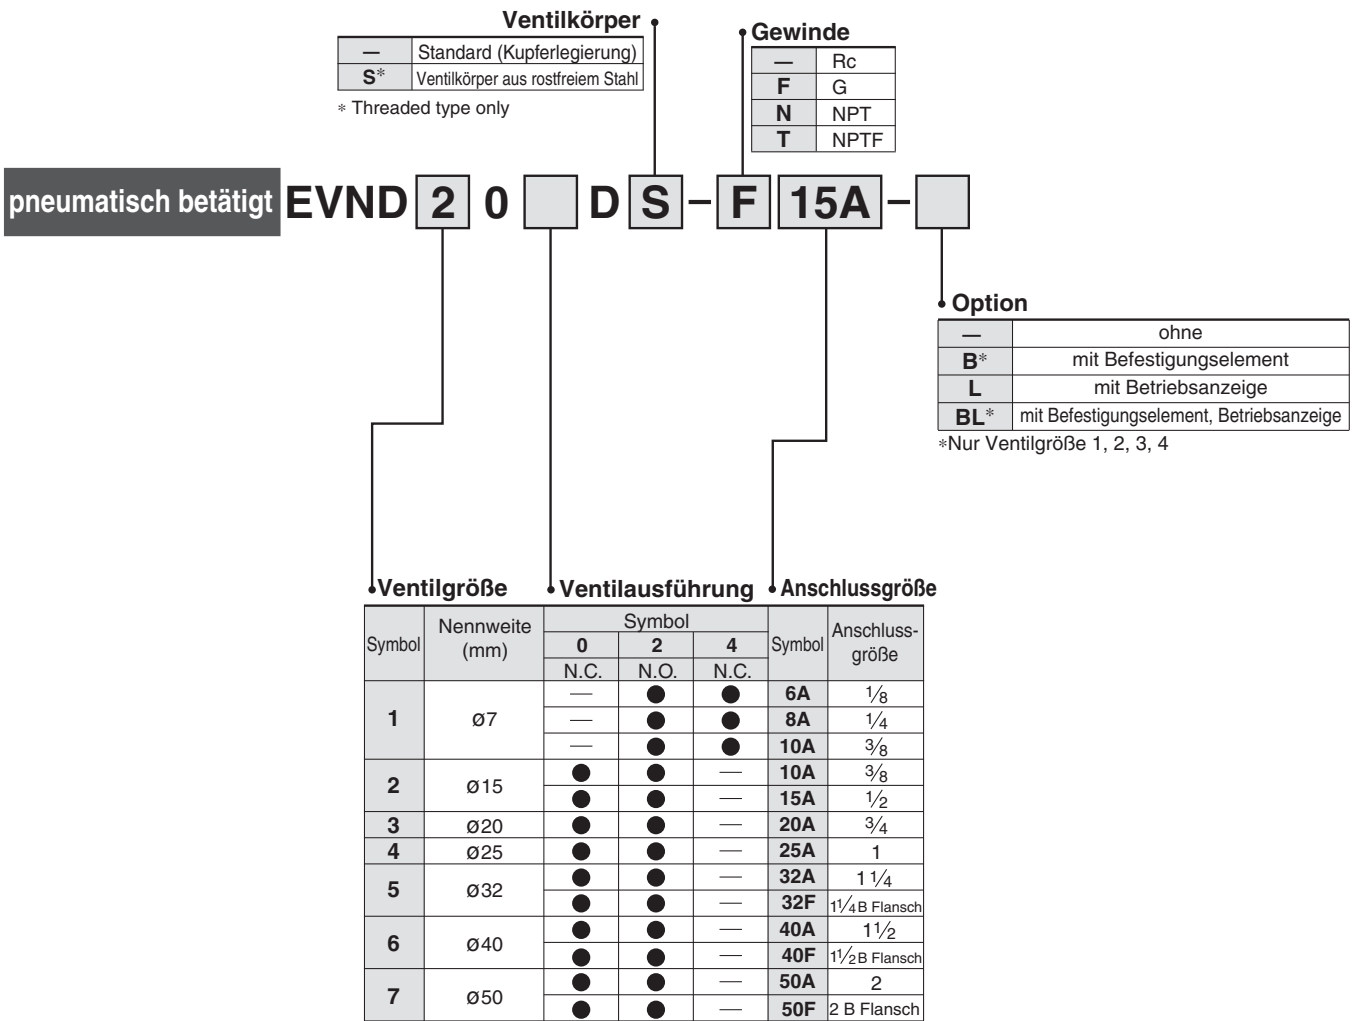 Ventilkörper
— Standard (Kupferlegierung)
S* Ventilkörper aus rostfreiem Stahl
* Threaded type only
Gewinde
— Rc
F G
N NPT
T NPTF
pneumatisch betätigt EVND 2 0 D S – F 15A –
Option
— ohne
B* mit Befestigungselement
L mit Betriebsanzeige
BL* mit Befestigungselement, Betriebsanzeige
*Nur Ventilgröße 1, 2, 3, 4
Ventilgröße Ventilausführung Anschlussgröße
Symbol Nennweite (mm) Symbol Symbol Anschluss-
größe
0 2 4
N.C. N.O. N.C.
1 ø7 — ● ● 6A 1/8
— ● ● 8A 1/4
— ● ● 10A 3/8
2 ø15 ● ● — 10A 3/8
● ● — 15A 1/2
3 ø20 ● ● — 20A 3/4
4 ø25 ● ● — 25A 1
5 ø32 ● ● — 32A 1 1/4
● ● — 32F 1 1/4 B Flansch
6 ø40 ● ● — 40A 1 1/2
● ● — 40F 1 1/2 B Flansch
7 ø50 ● ● — 50A 2
● ● — 50F 2 B Flansch